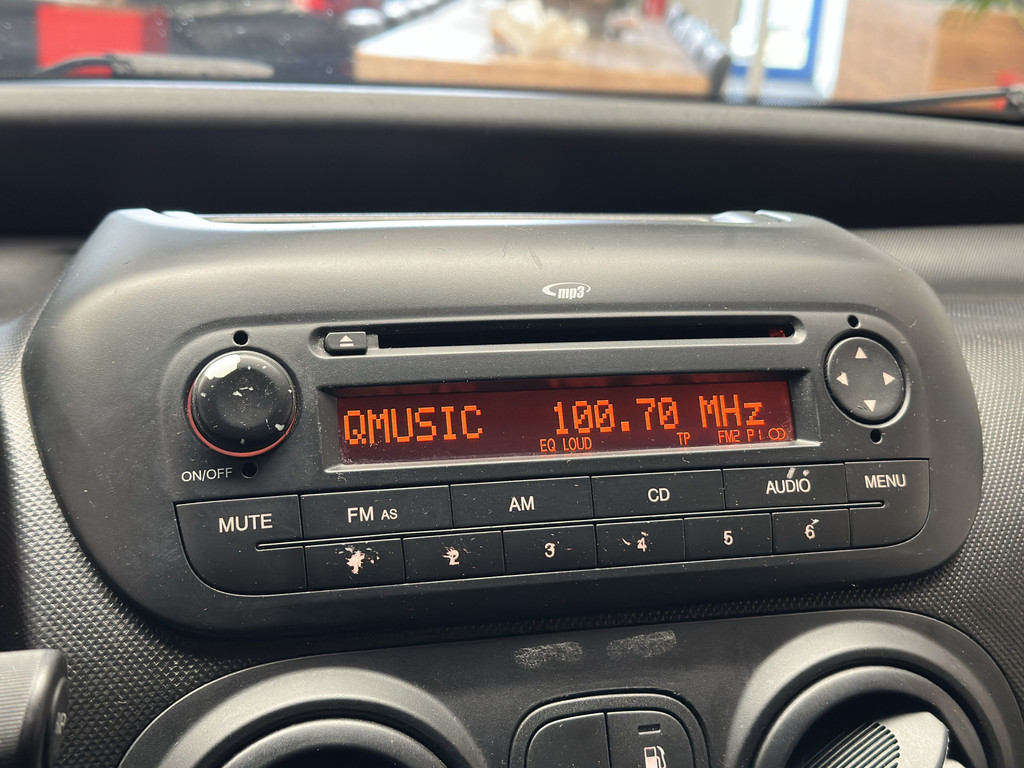 mp3
QMUSIC 100.70 MHz
EQ LOUD TP FM2 P1
ON/OFF
MUTE FM AS AM CD AUDIO MENU
1 2 3 4 5 6